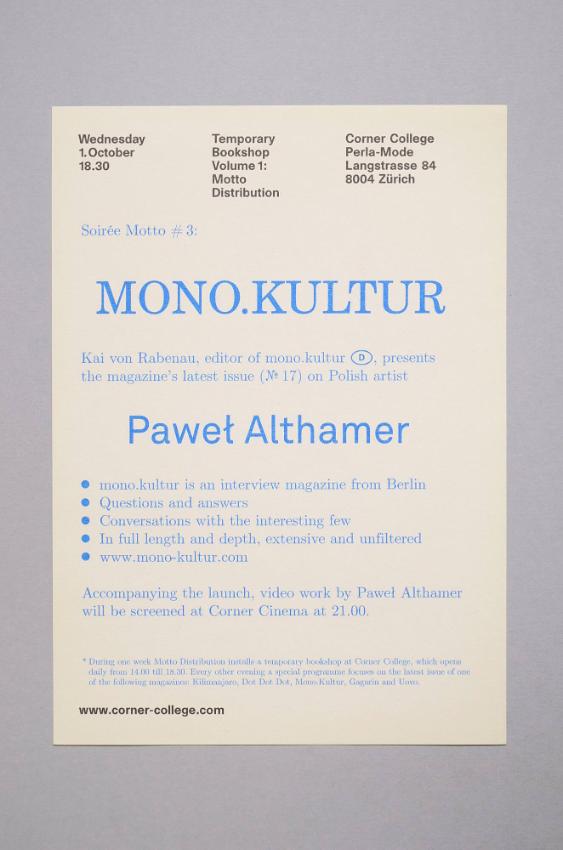 Wednesday
1. October
18.30
Temporary
Bookshop
Volume 1:
Motto
Distribution
Corner College
Perla-Mode
Langstrasse 84
8004 Zürich
Soirée Motto # 3:
MONO.KULTUR
Kai von Rabenau, editor of mono.kultur (D), presents
the magazine's latest issue (№ 17) on Polish artist
Paweł Althamer
● mono.kultur is an interview magazine from Berlin
● Questions and answers
● Conversations with the interesting few
● In full length and depth, extensive and unfiltered
● www.mono-kultur.com
Accompanying the launch, video work by Paweł Althamer
will be screened at Corner Cinema at 21.00.
* During one week Motto Distribution installs a temporary bookshop at Corner College, which opens
daily from 14.00 till 18.30. Every other evening a special programme focuses on the latest issue of one
of the following magazines: Kilimanjaro, Dot Dot Dot, Mono.Kultur, Gagarin and Uovo.
www.corner-college.com